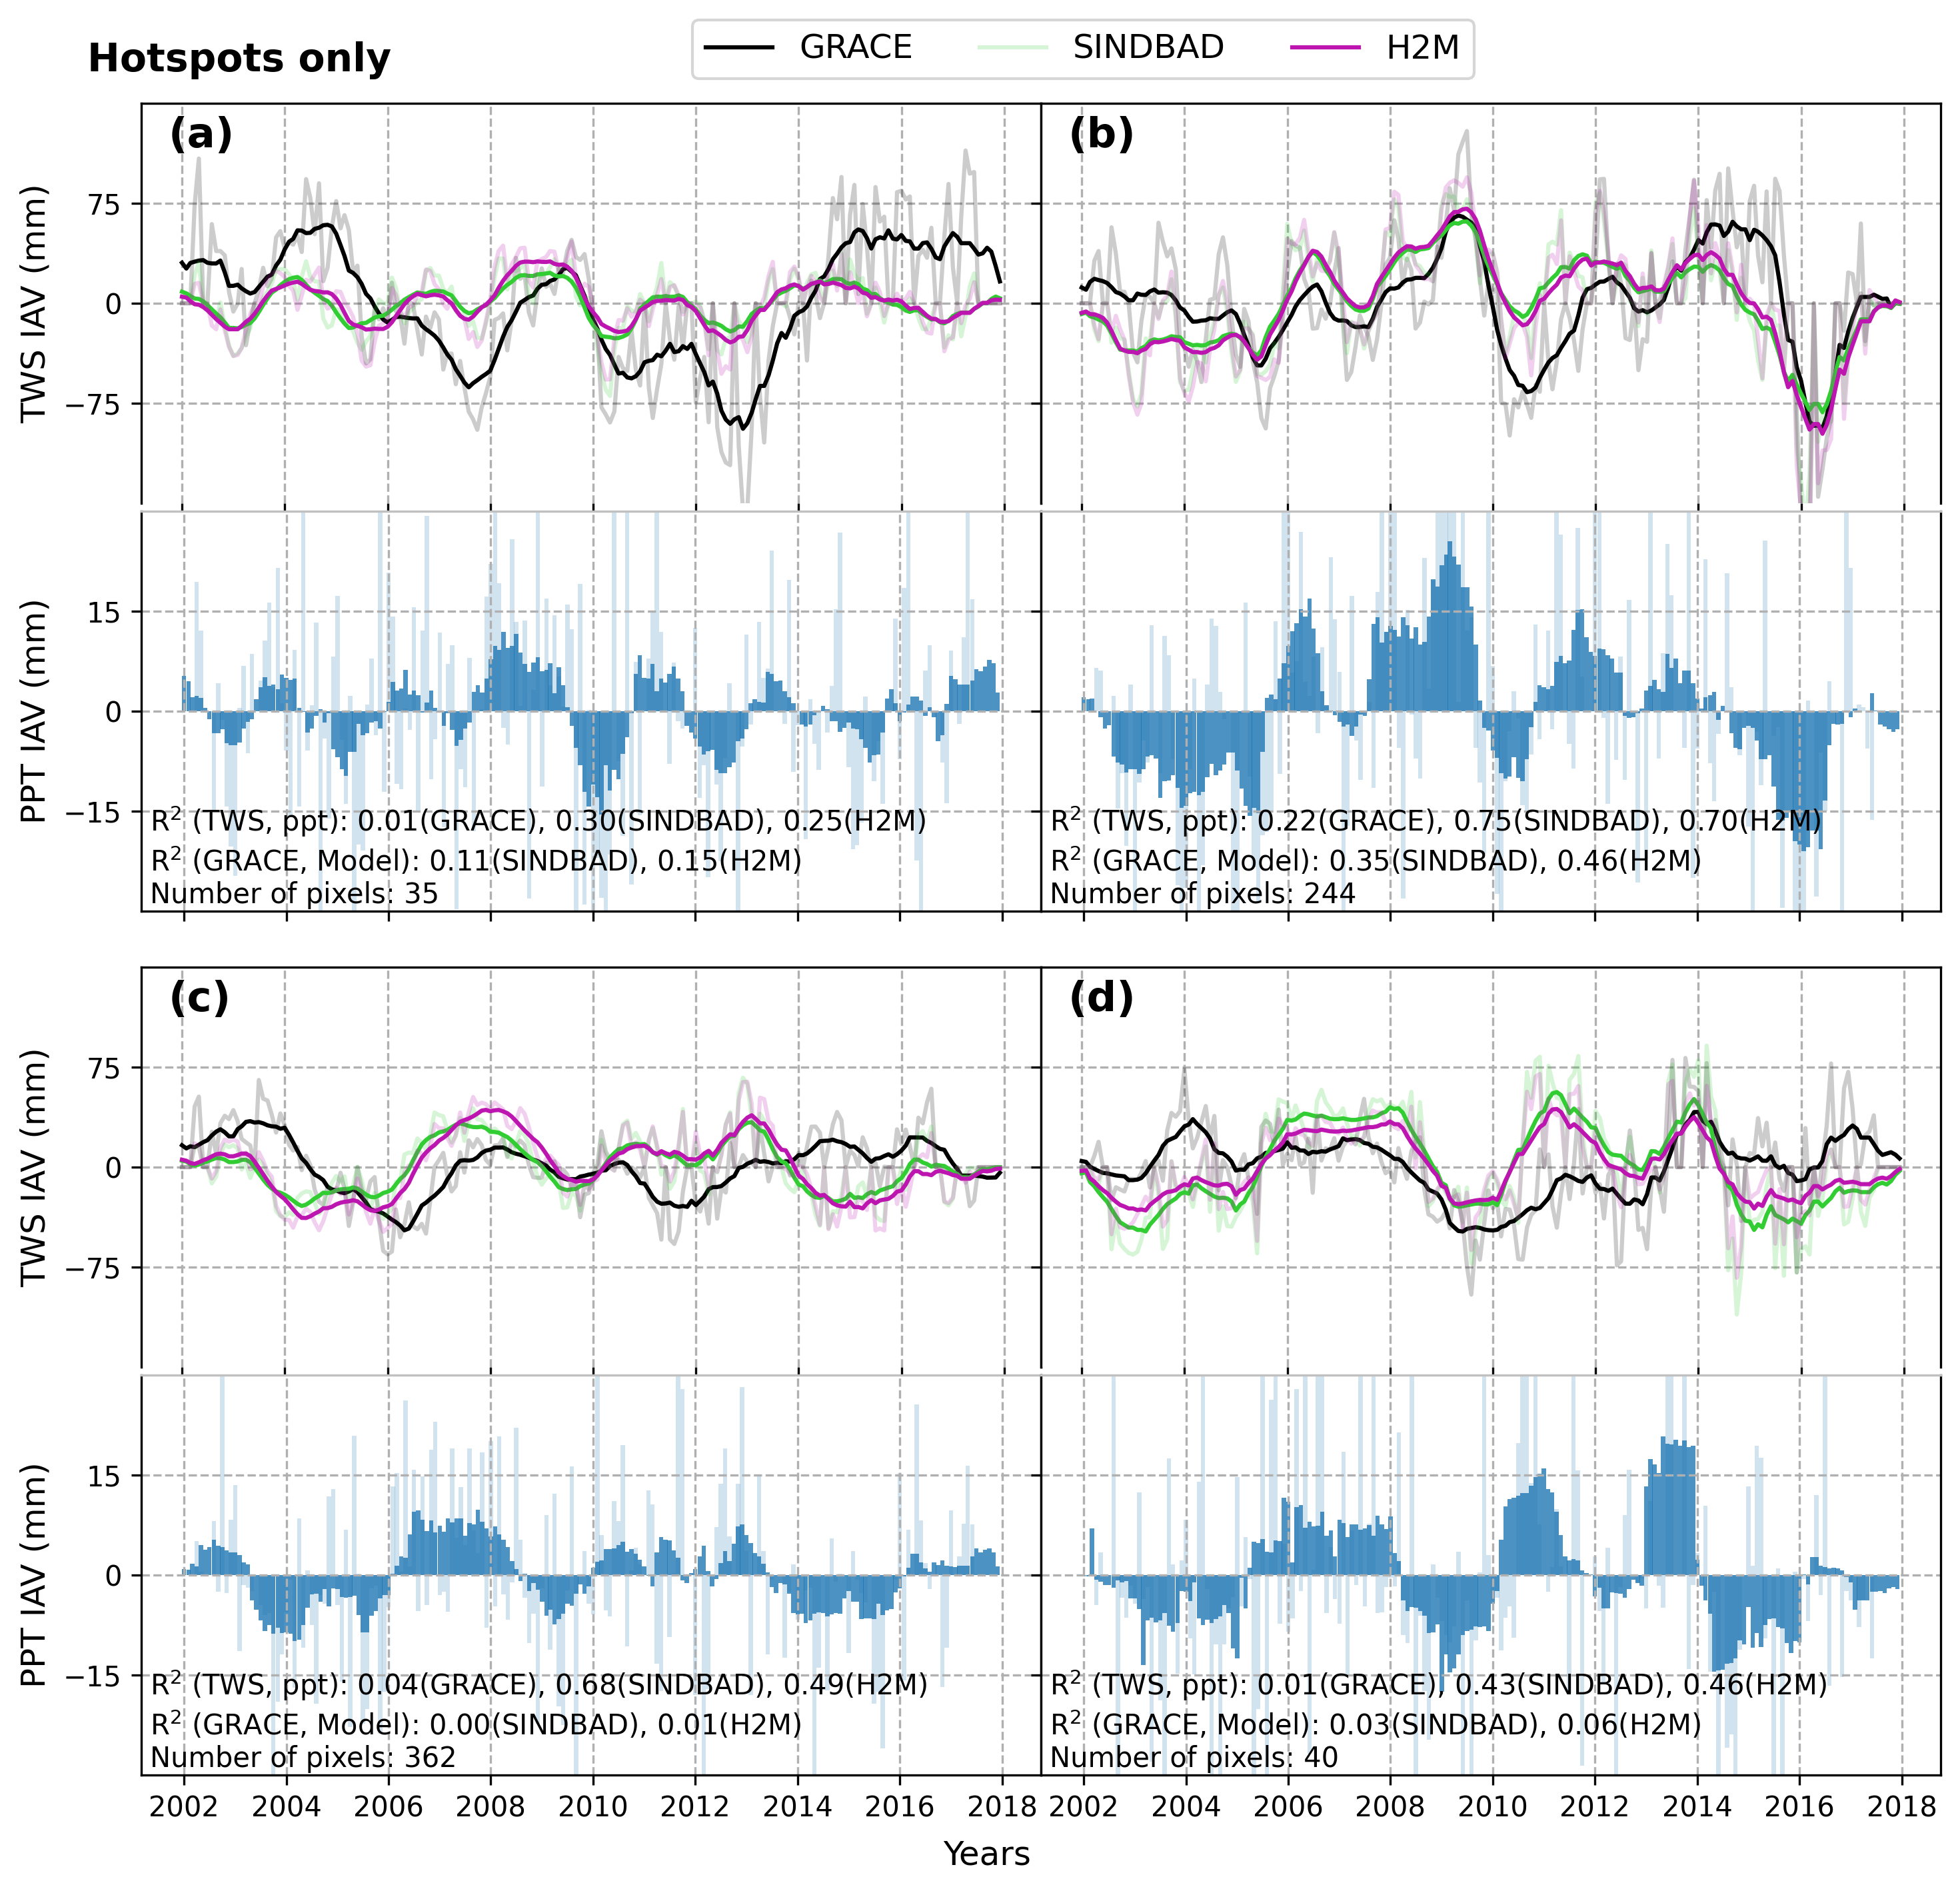 Hotspots only
GRACE SINDBAD H2M
(a) (b)
TWS IAV (mm)
75
0
−75
PPT IAV (mm)
15
0
−15
R² (TWS, ppt): 0.01(GRACE), 0.30(SINDBAD), 0.25(H2M)
R² (GRACE, Model): 0.11(SINDBAD), 0.15(H2M)
Number of pixels: 35
R² (TWS, ppt): 0.22(GRACE), 0.75(SINDBAD), 0.70(H2M)
R² (GRACE, Model): 0.35(SINDBAD), 0.46(H2M)
Number of pixels: 244
(c) (d)
TWS IAV (mm)
75
0
−75
PPT IAV (mm)
15
0
−15
R² (TWS, ppt): 0.04(GRACE), 0.68(SINDBAD), 0.49(H2M)
R² (GRACE, Model): 0.00(SINDBAD), 0.01(H2M)
Number of pixels: 362
R² (TWS, ppt): 0.01(GRACE), 0.43(SINDBAD), 0.46(H2M)
R² (GRACE, Model): 0.03(SINDBAD), 0.06(H2M)
Number of pixels: 40
2002 2004 2006 2008 2010 2012 2014 2016 2018 2002 2004 2006 2008 2010 2012 2014 2016 2018
Years